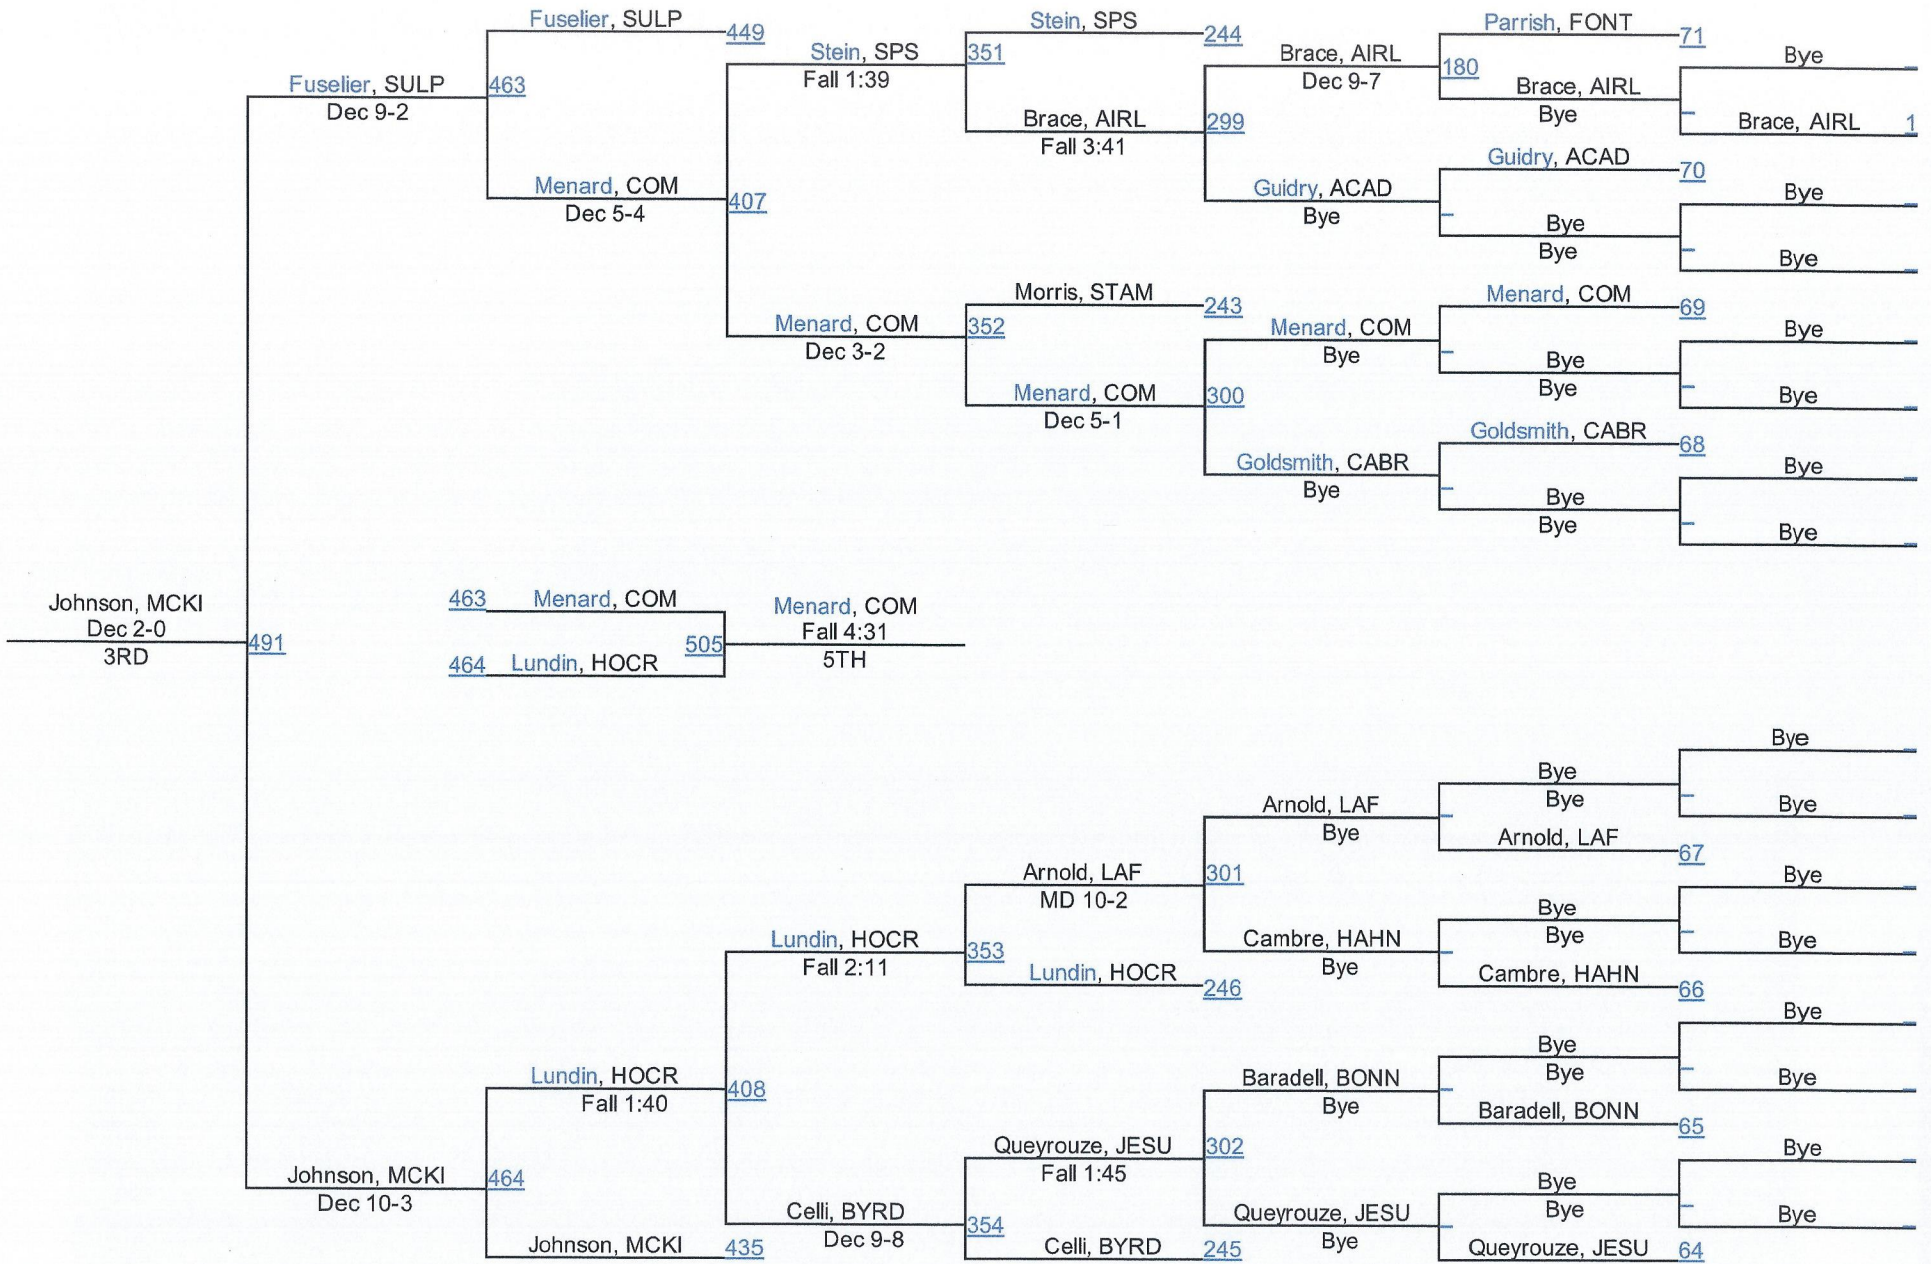 Fuselier, SULP
449
Stein, SPS
244
Parrish, FONT
71
Bye
Stein, SPS
Fall 1:39
351
Brace, AIRL
Dec 9-7
180
Brace, AIRL
Bye
Brace, AIRL 1
Fuselier, SULP
Dec 9-2
463
Brace, AIRL
Fall 3:41
299
Guidry, ACAD
70
Bye
Menard, COM
Dec 5-4
407
Guidry, ACAD
Bye
Bye
Bye
Bye
Morris, STAM
243
Menard, COM
69
Bye
Menard, COM
Dec 3-2
352
Menard, COM
Bye
Bye
Bye
Bye
Menard, COM
Dec 5-1
300
Goldsmith, CABR
68
Bye
Goldsmith, CABR
Bye
Bye
Bye
Bye
Johnson, MCKI
Dec 2-0
3RD
491
463 Menard, COM
464 Lundin, HOCR
505
Menard, COM
Fall 4:31
5TH
Bye
Bye
Bye
Bye
Arnold, LAF
Bye
Arnold, LAF
67
Arnold, LAF
MD 10-2
301
Bye
Bye
Bye
Bye
Lundin, HOCR
Fall 2:11
353
Cambre, HAHN
Bye
Cambre, HAHN
66
Lundin, HOCR
246
Bye
Bye
Bye
Bye
Lundin, HOCR
Fall 1:40
408
Baradell, BONN
Bye
Baradell, BONN
65
Queyrouze, JESU
Fall 1:45
302
Bye
Johnson, MCKI
Dec 10-3
464
Bye
Bye
Bye
Celli, BYRD
Dec 9-8
354
Queyrouze, JESU
Bye
Queyrouze, JESU
64
Johnson, MCKI
435
Celli, BYRD
245